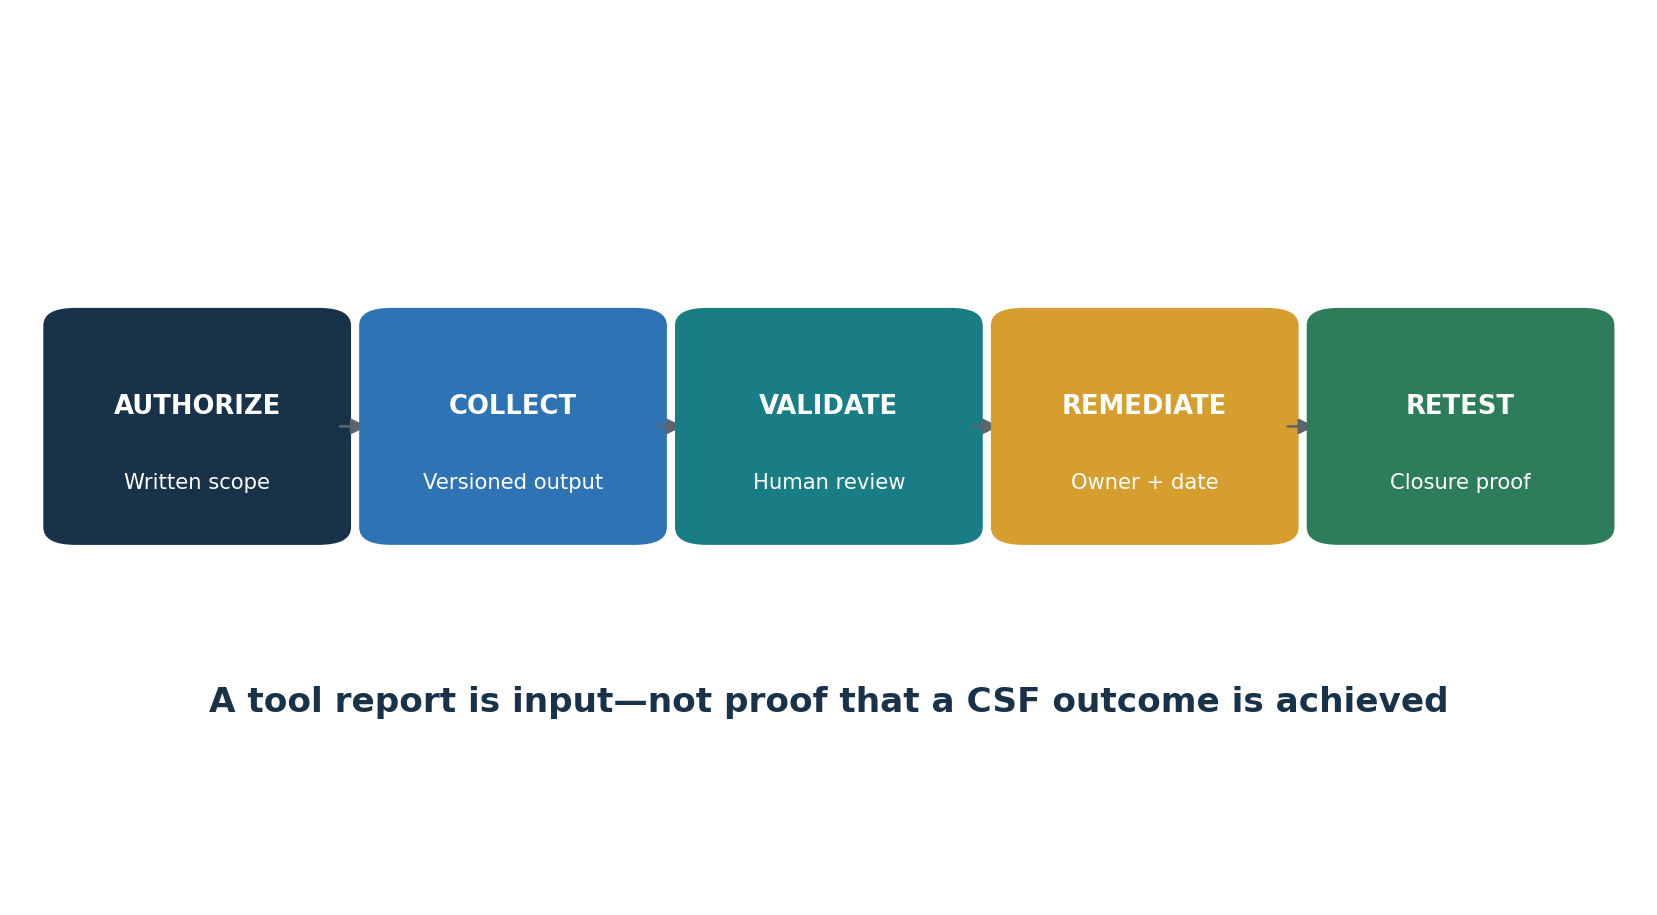 AUTHORIZE
Written scope
COLLECT
Versioned output
VALIDATE
Human review
REMEDIATE
Owner + date
RETEST
Closure proof
A tool report is input—not proof that a CSF outcome is achieved